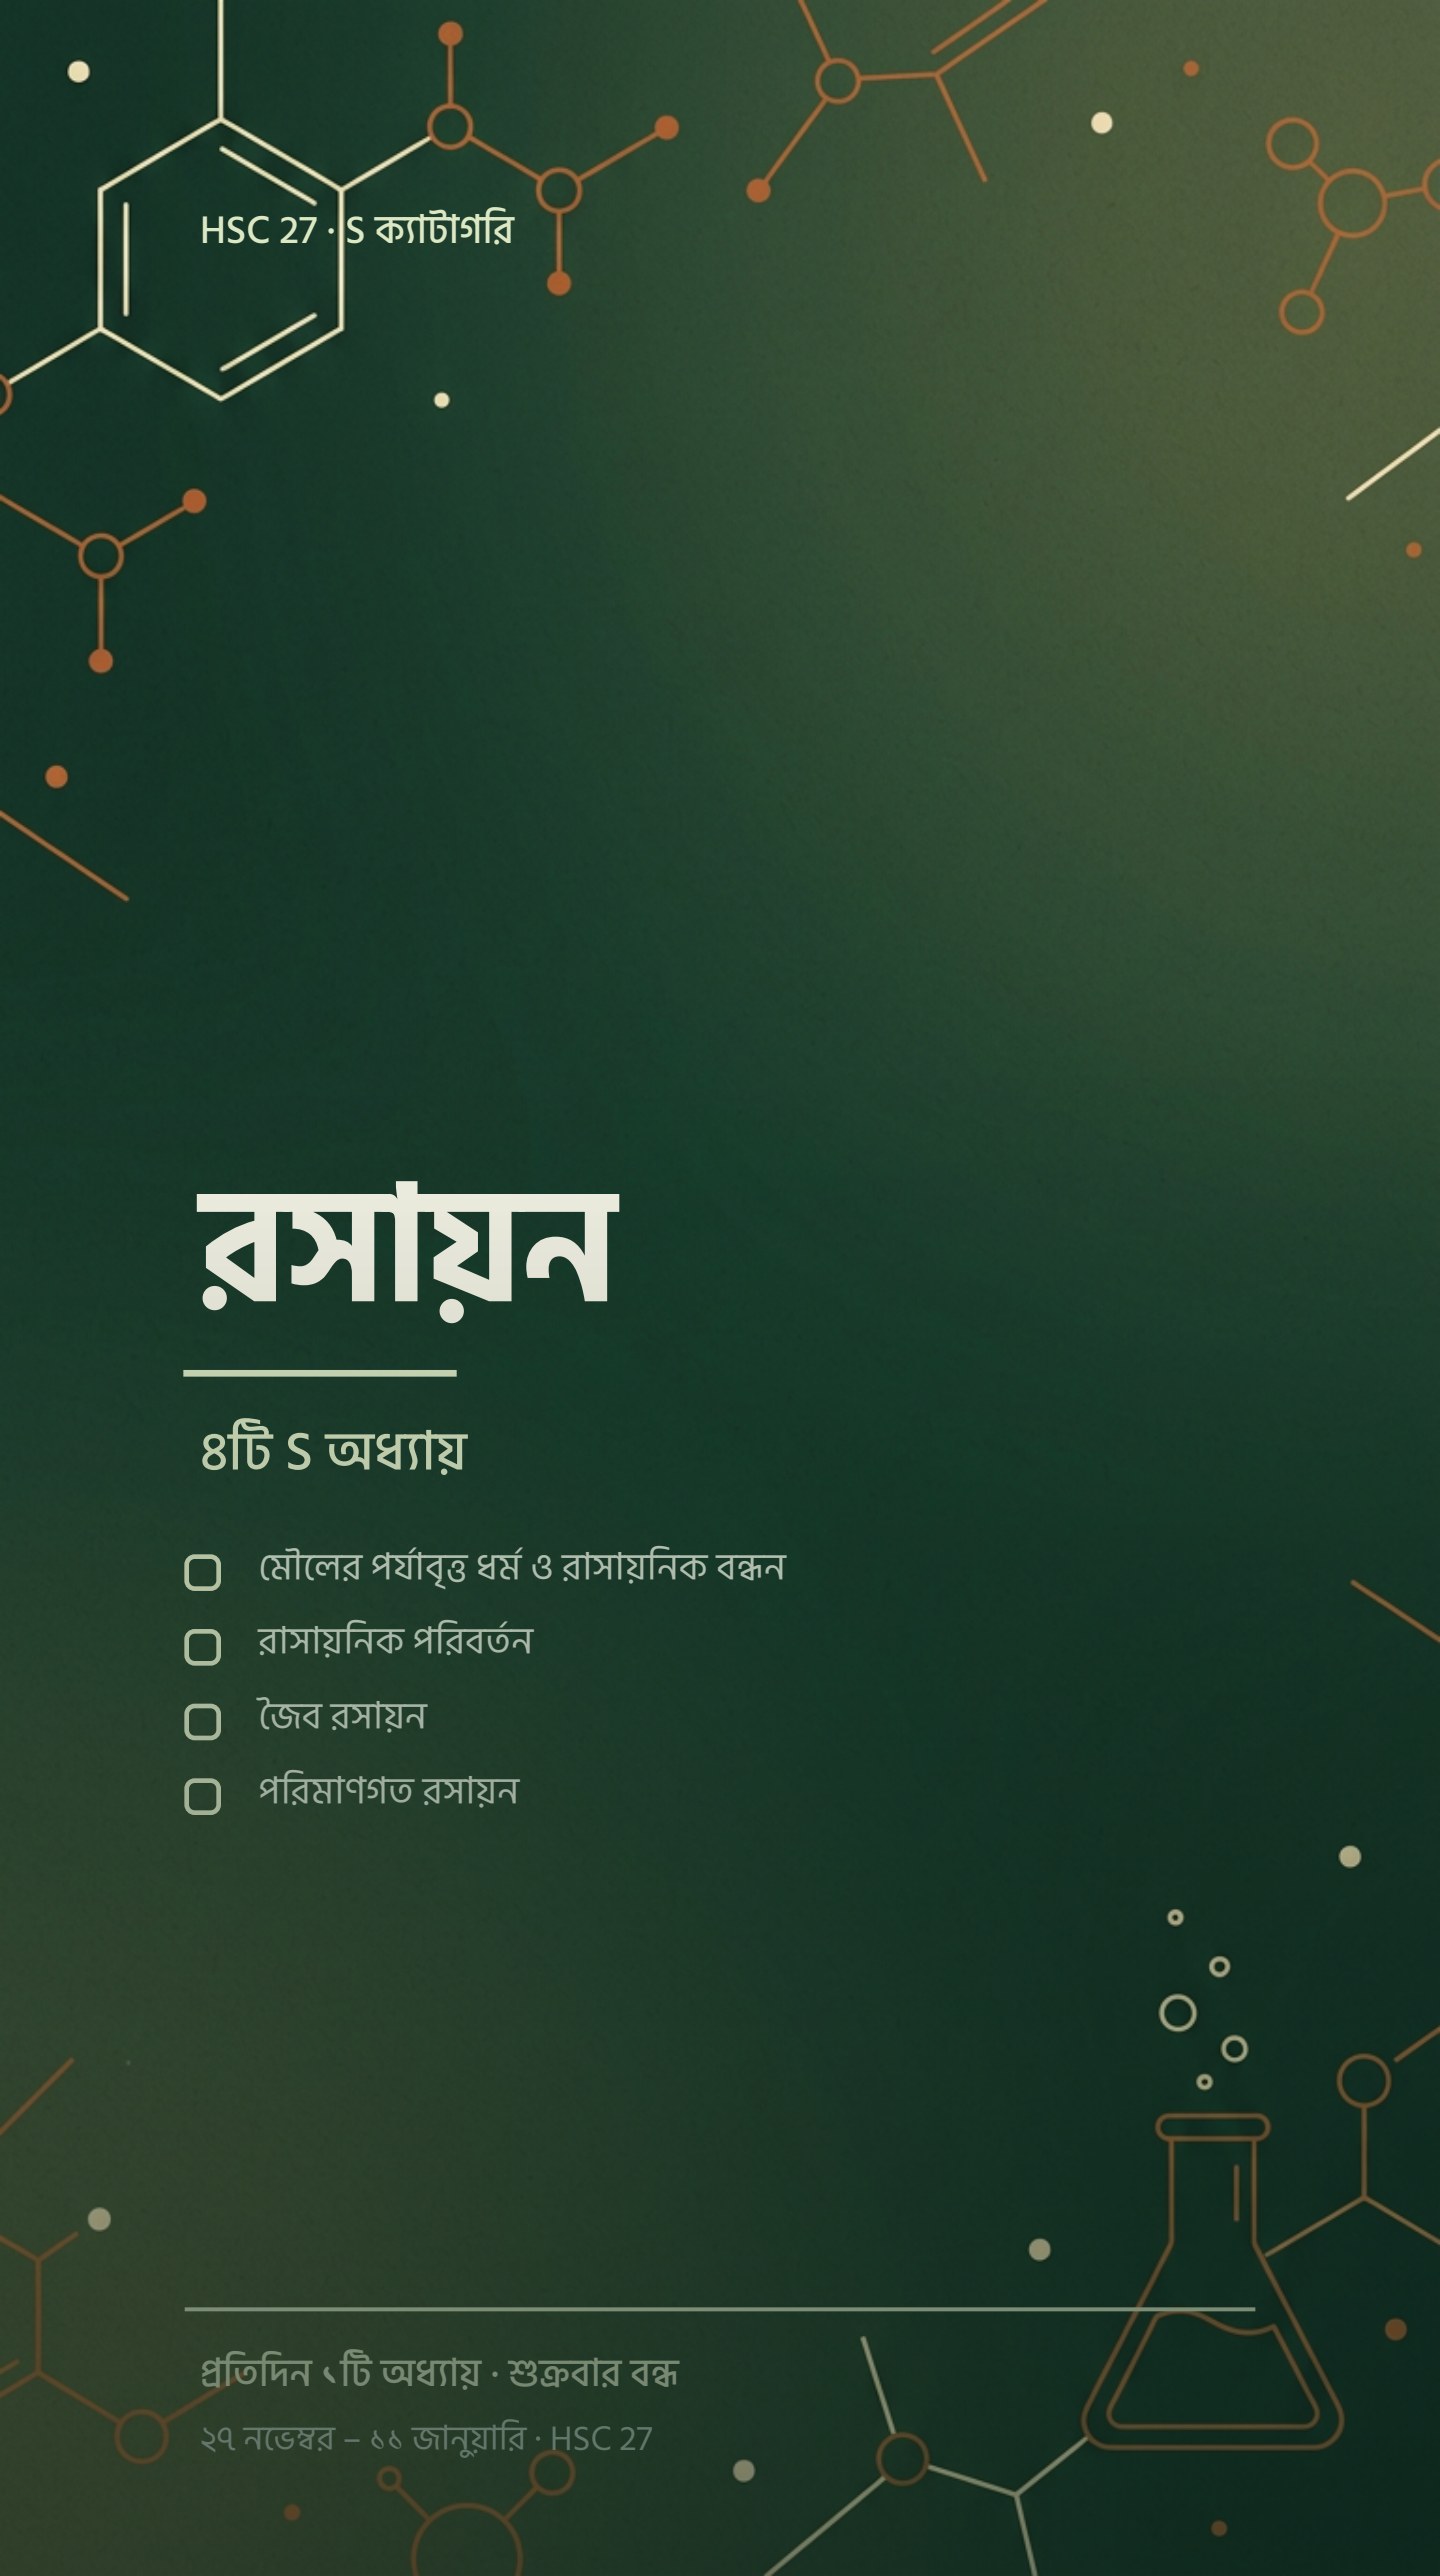 HSC 27 · S ক্যাটাগরি
রসায়ন
৪টি S অধ্যায়
মৌলের পর্যাবৃত্ত ধর্ম ও রাসায়নিক বন্ধন
রাসায়নিক পরিবর্তন
জৈব রসায়ন
পরিমাণগত রসায়ন
প্রতিদিন ১টি অধ্যায় · শুক্রবার বন্ধ
২৭ নভেম্বর – ১১ জানুয়ারি · HSC 27